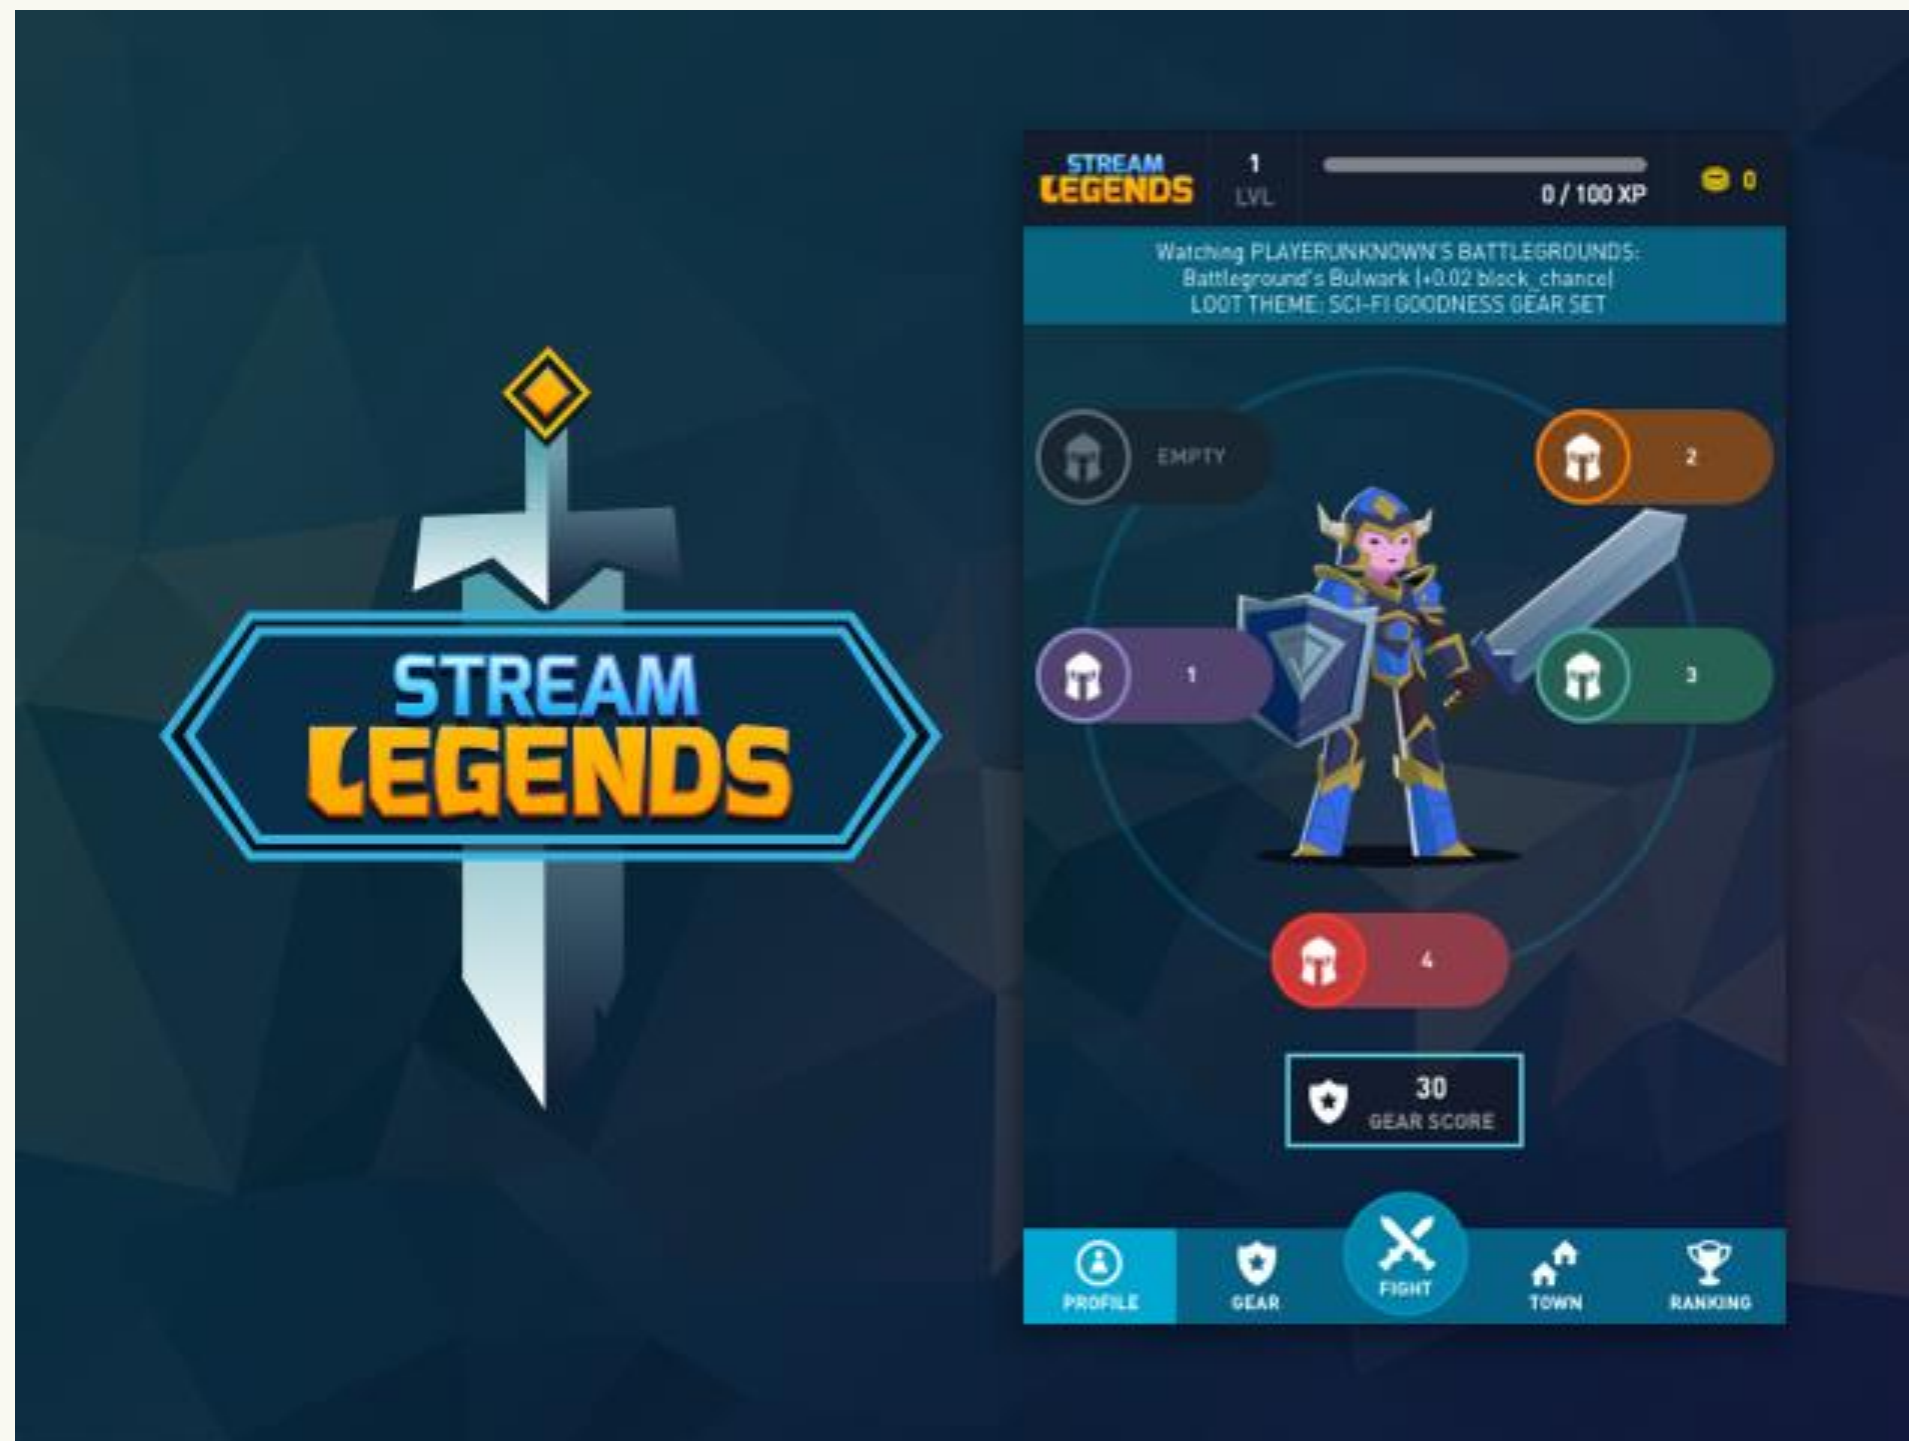 STREAM
LEGENDS
STREAM
LEGENDS
1
LVL
0 / 100 XP
0
Watching PLAYERUNKNOWN'S BATTLEGROUNDS:
Battleground's Bulwark (+0.02 block_chance)
LOOT THEME: SCI-FI GOODNESS GEAR SET
EMPTY
2
1
3
4
30
GEAR SCORE
PROFILE
GEAR
FIGHT
TOWN
RANKING